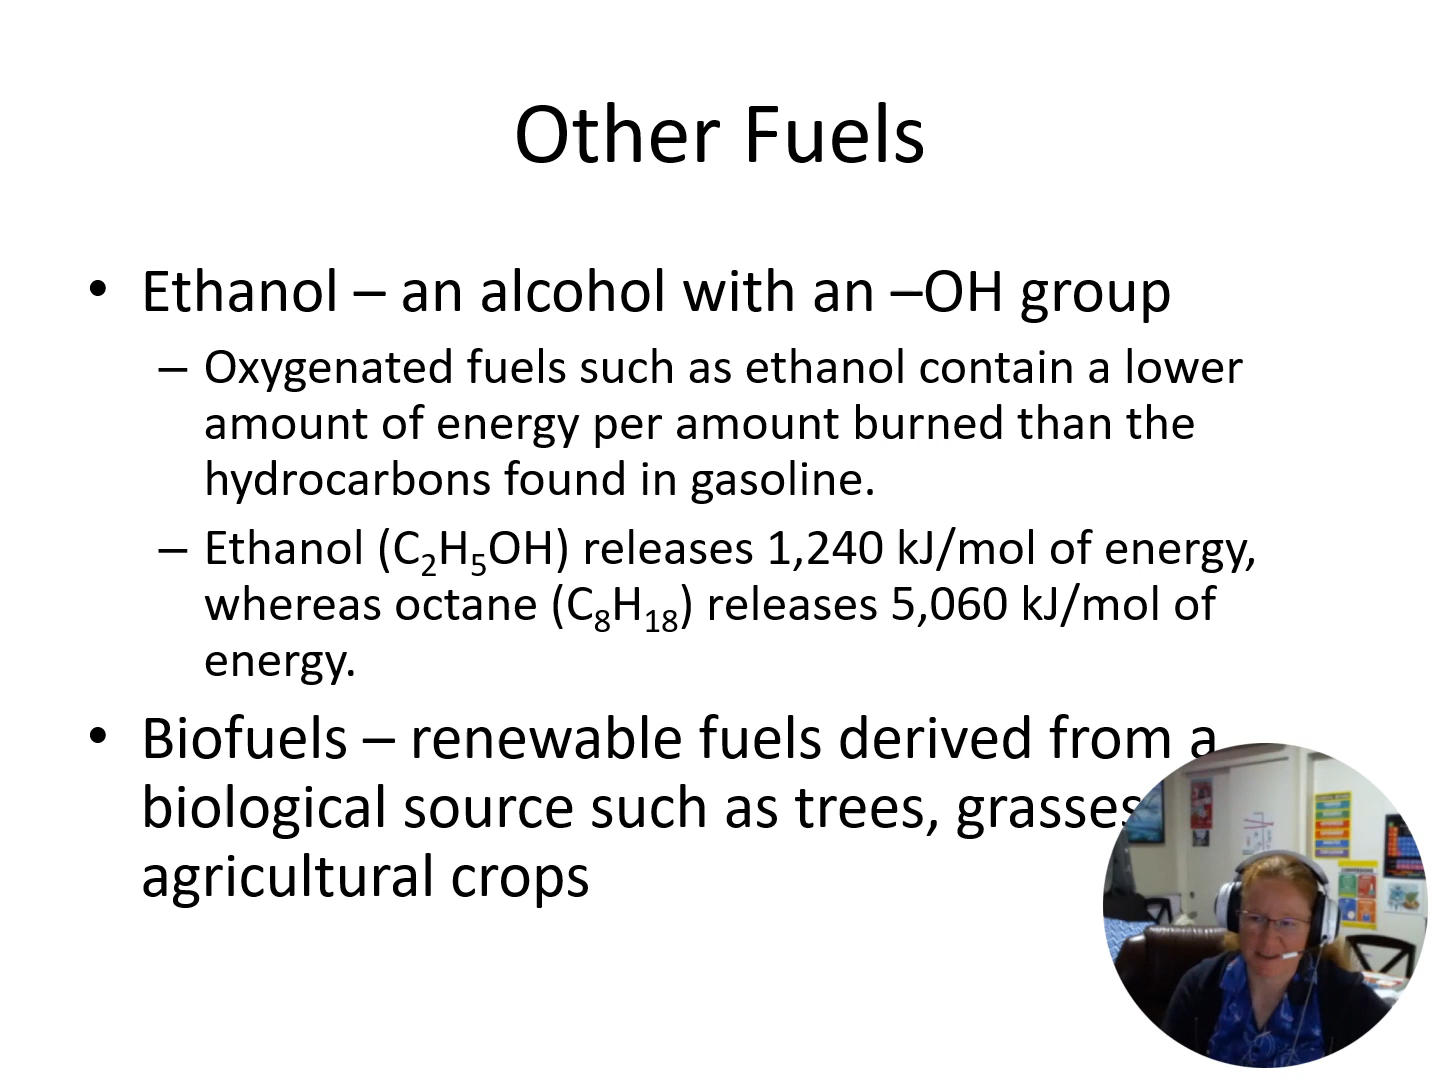 Other Fuels
• Ethanol – an alcohol with an –OH group
– Oxygenated fuels such as ethanol contain a lower
amount of energy per amount burned than the
hydrocarbons found in gasoline.
– Ethanol (C₂H₅OH) releases 1,240 kJ/mol of energy,
whereas octane (C₈H₁₈) releases 5,060 kJ/mol of
energy.
• Biofuels – renewable fuels derived from a
biological source such as trees, grasses
agricultural crops